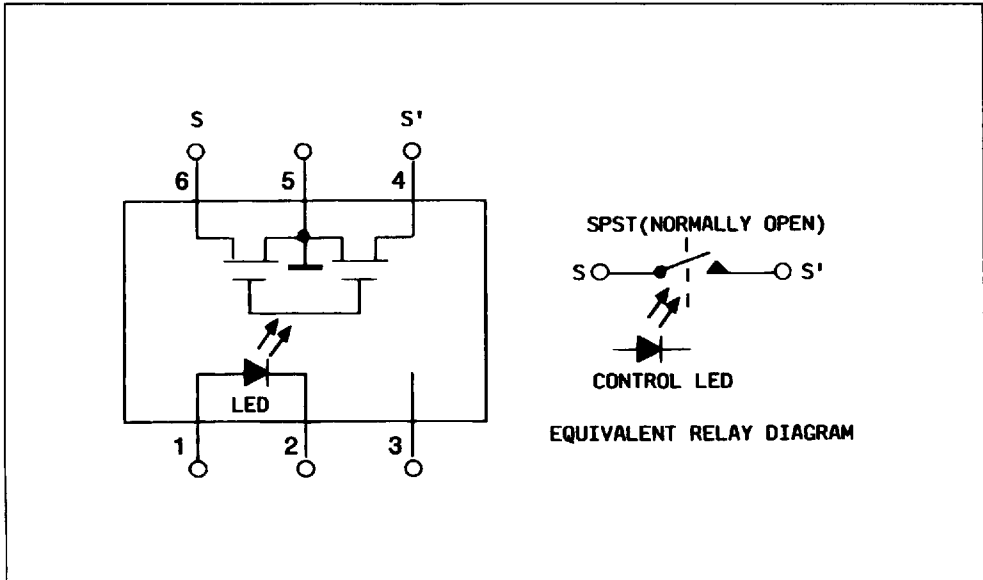 S S'
6 5 4
LED
1 2 3
SPST(NORMALLY OPEN)
S S'
CONTROL LED
EQUIVALENT RELAY DIAGRAM